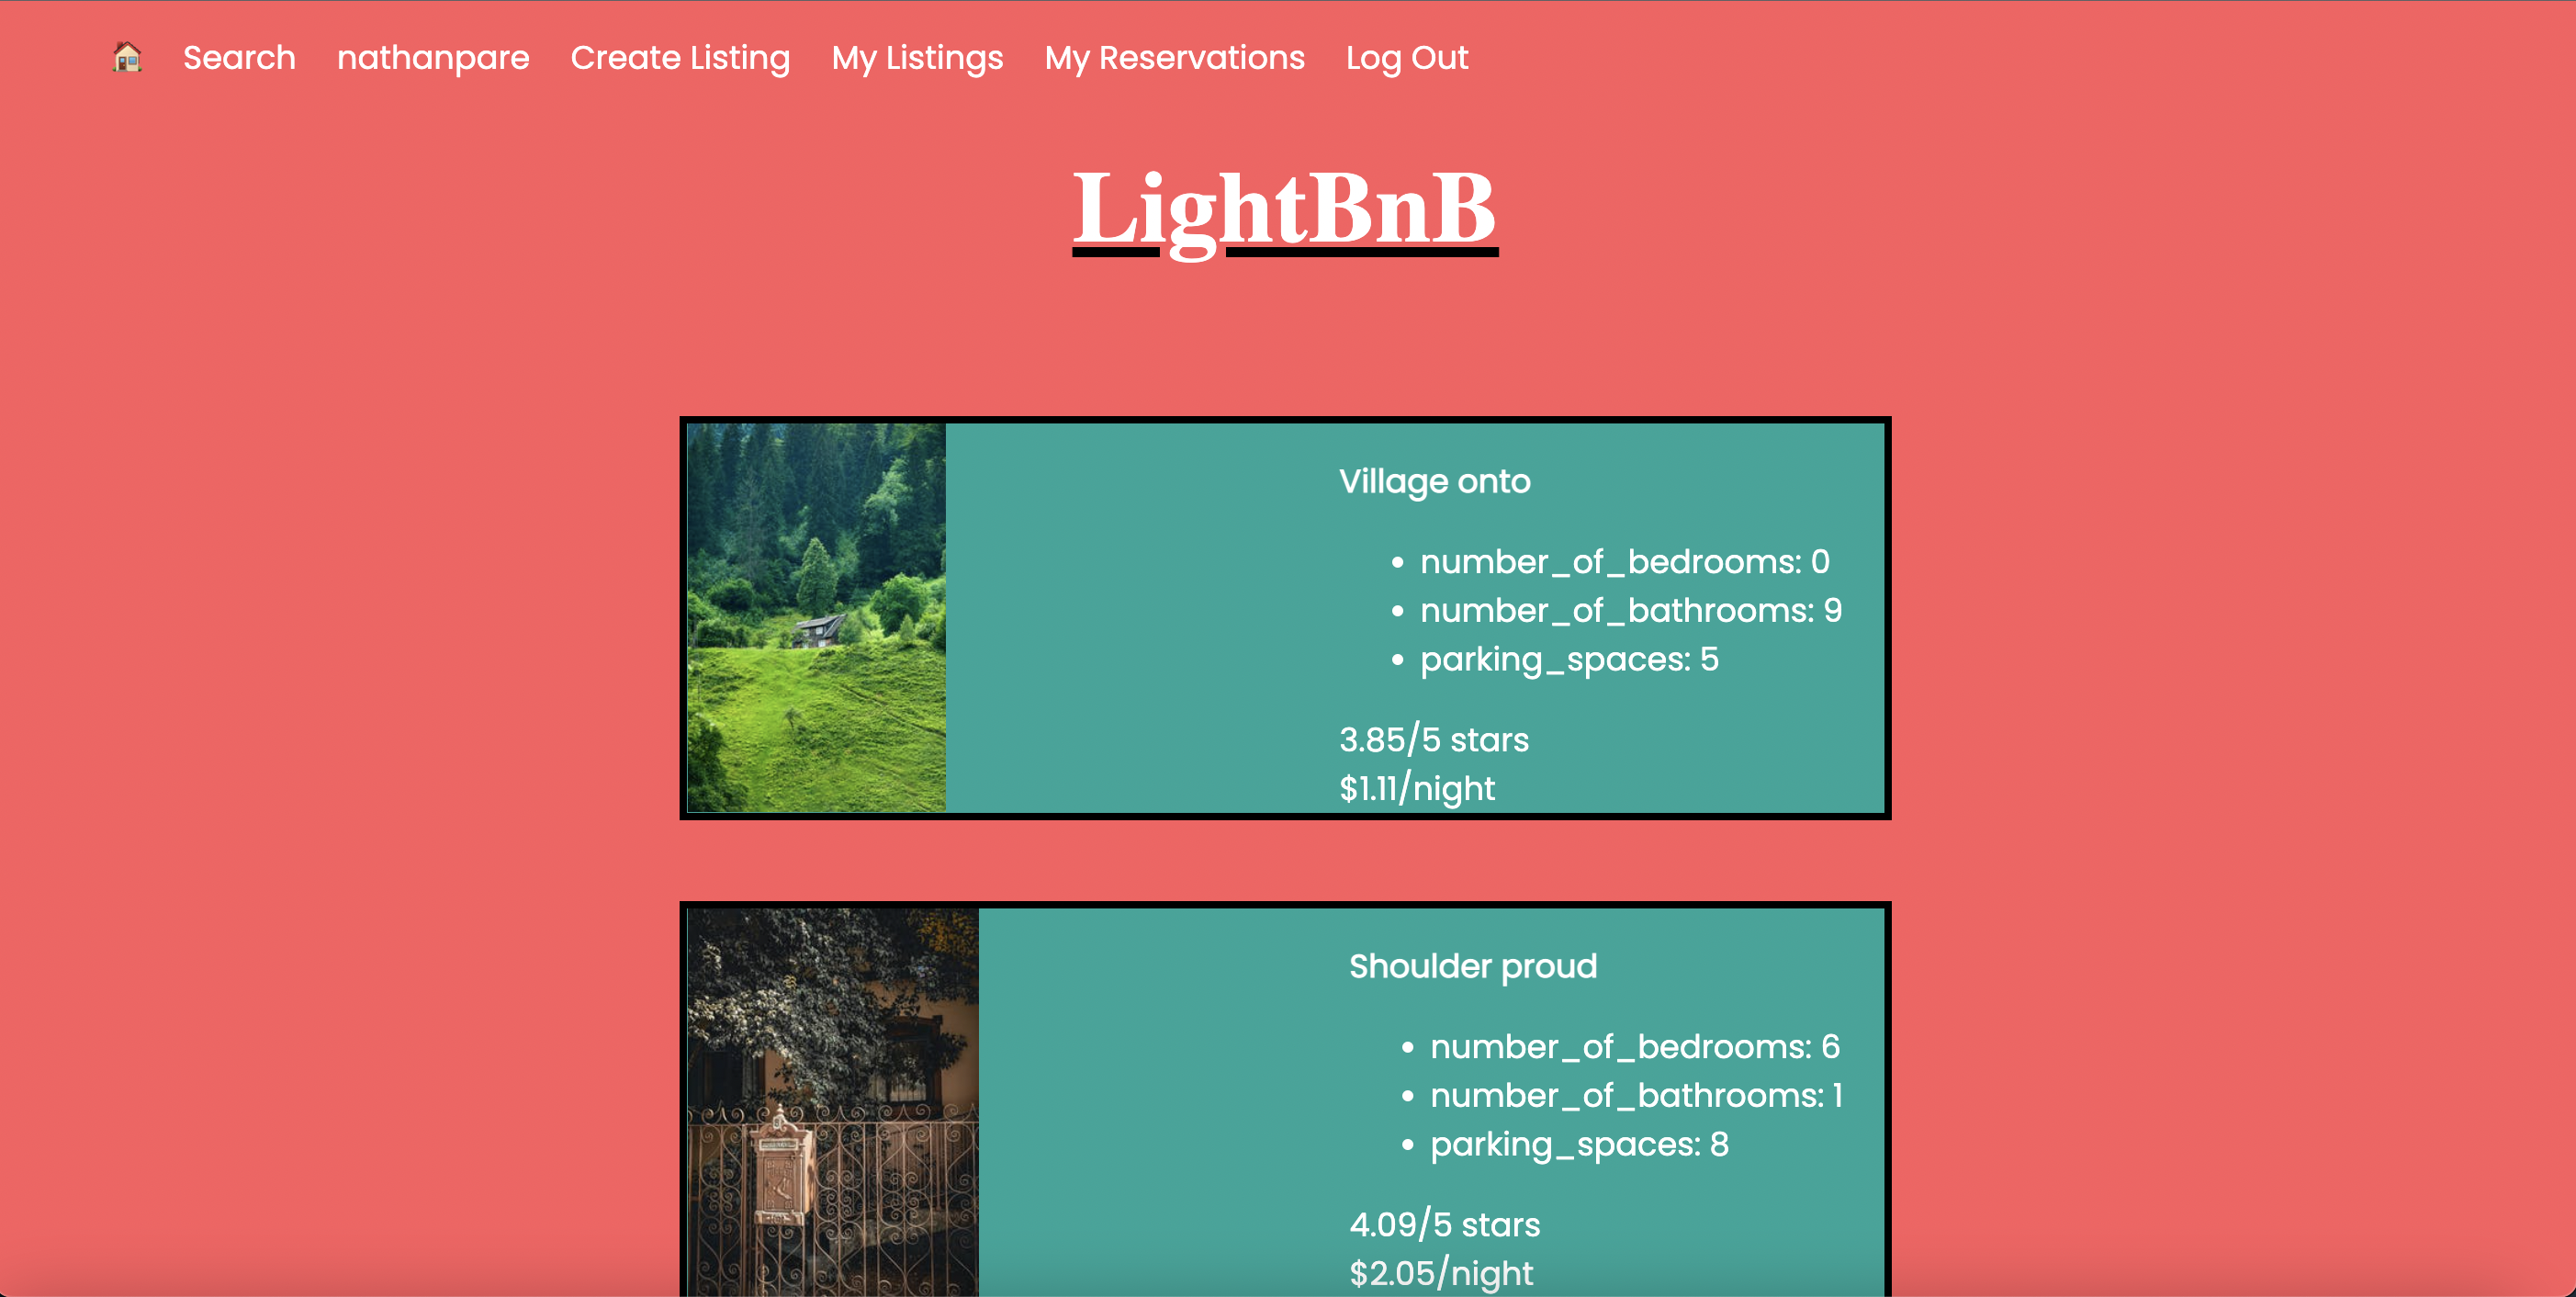 Search nathanpare Create Listing My Listings My Reservations Log Out
LightBnB
Village onto
• number_of_bedrooms: 0
• number_of_bathrooms: 9
• parking_spaces: 5
3.85/5 stars
$1.11/night
Shoulder proud
• number_of_bedrooms: 6
• number_of_bathrooms: 1
• parking_spaces: 8
4.09/5 stars
$2.05/night